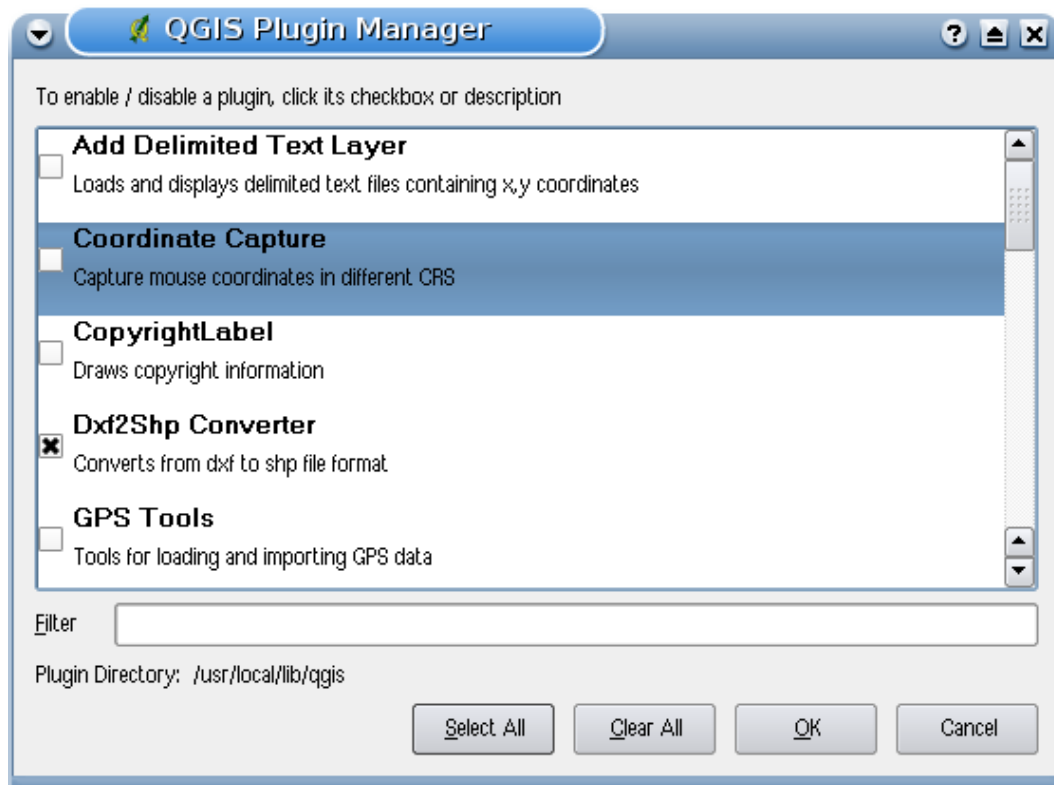 QGIS Plugin Manager
To enable / disable a plugin, click its checkbox or description
Add Delimited Text Layer
Loads and displays delimited text files containing x,y coordinates
Coordinate Capture
Capture mouse coordinates in different CRS
CopyrightLabel
Draws copyright information
Dxf2Shp Converter
Converts from dxf to shp file format
GPS Tools
Tools for loading and importing GPS data
Filter
Plugin Directory: /usr/local/lib/qgis
Select All Clear All OK Cancel